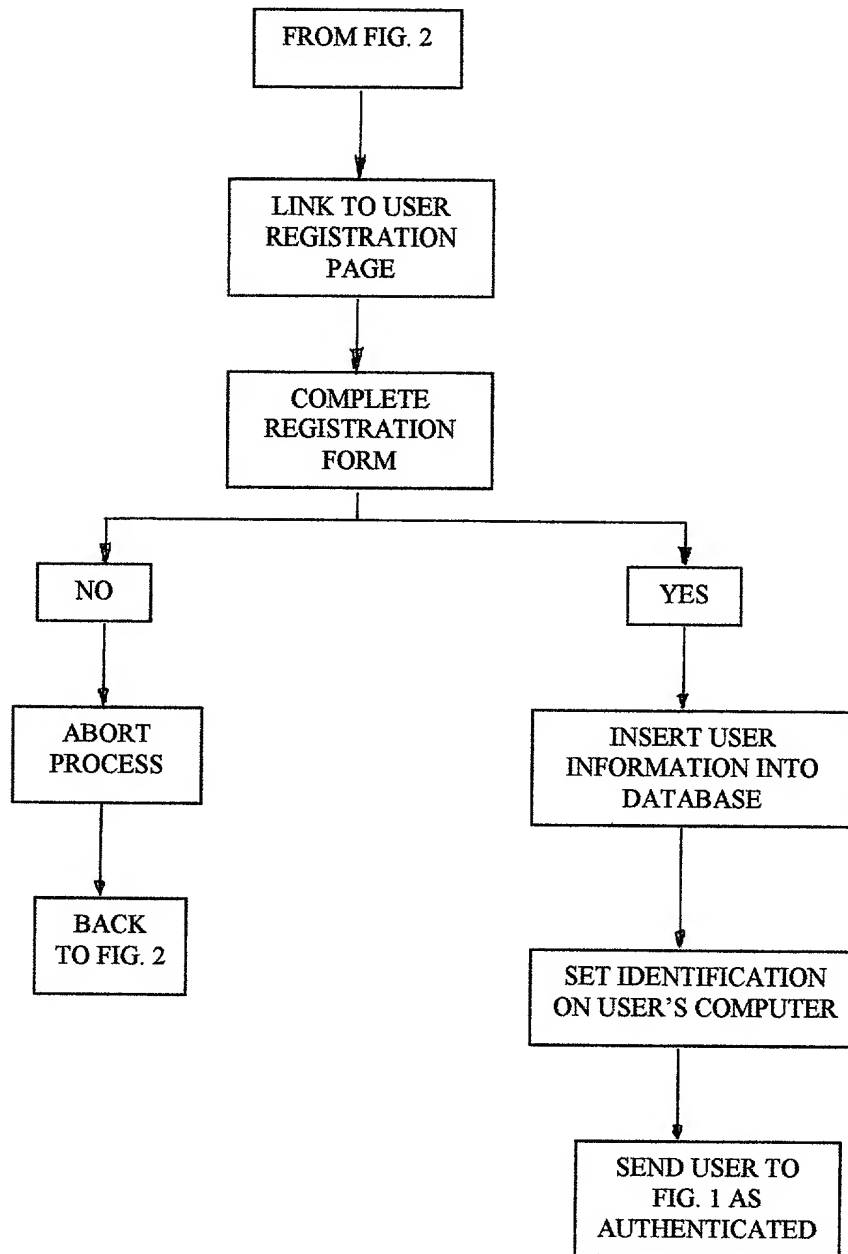 FROM FIG. 2
LINK TO USER
REGISTRATION
PAGE
COMPLETE
REGISTRATION
FORM
NO
YES
ABORT
PROCESS
INSERT USER
INFORMATION INTO
DATABASE
BACK
TO FIG. 2
SET IDENTIFICATION
ON USER'S COMPUTER
SEND USER TO
FIG. 1 AS
AUTHENTICATED